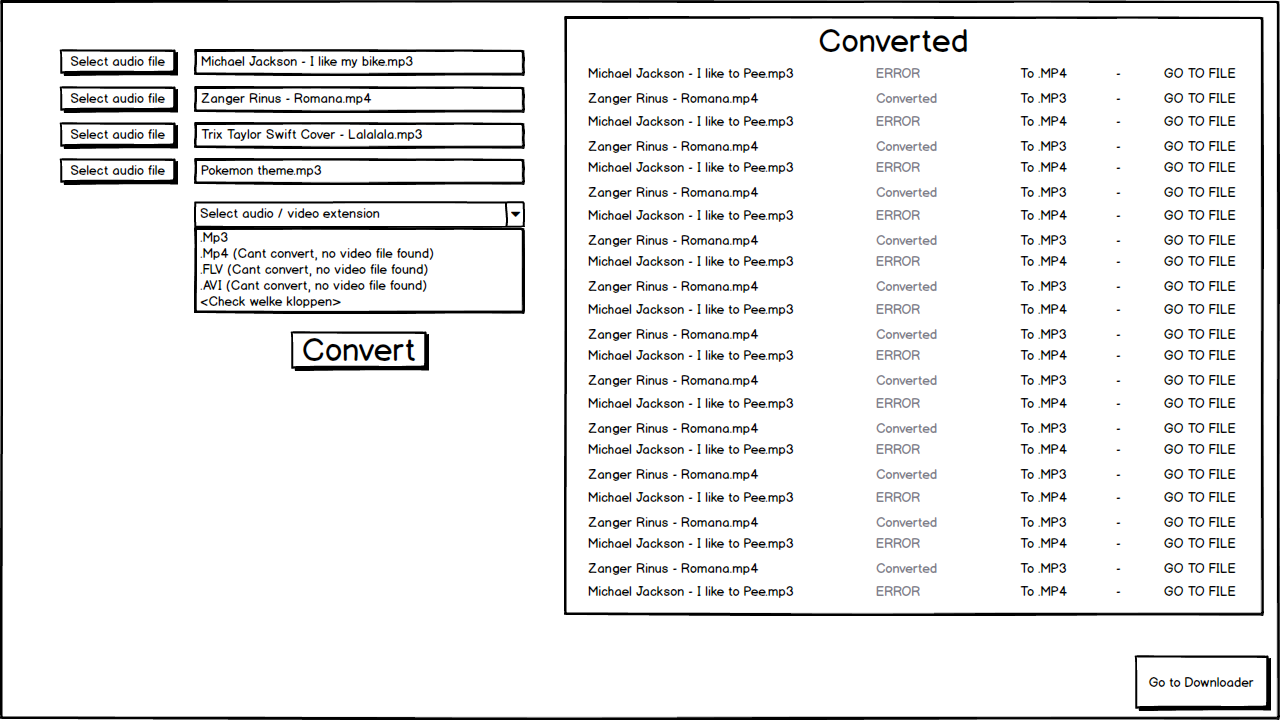 Select audio file Michael Jackson - I like my bike.mp3
Select audio file Zanger Rinus - Romana.mp4
Select audio file Trix Taylor Swift Cover - Lalalala.mp3
Select audio file Pokemon theme.mp3
Select audio / video extension
.Mp3
.Mp4 (Cant convert, no video file found)
.FLV (Cant convert, no video file found)
.AVI (Cant convert, no video file found)
<Check welke kloppen>
Convert
Converted
Michael Jackson - I like to Pee.mp3 ERROR To .MP4 - GO TO FILE
Zanger Rinus - Romana.mp4 Converted To .MP3 - GO TO FILE
Michael Jackson - I like to Pee.mp3 ERROR To .MP4 - GO TO FILE
Zanger Rinus - Romana.mp4 Converted To .MP3 - GO TO FILE
Michael Jackson - I like to Pee.mp3 ERROR To .MP4 - GO TO FILE
Zanger Rinus - Romana.mp4 Converted To .MP3 - GO TO FILE
Michael Jackson - I like to Pee.mp3 ERROR To .MP4 - GO TO FILE
Zanger Rinus - Romana.mp4 Converted To .MP3 - GO TO FILE
Michael Jackson - I like to Pee.mp3 ERROR To .MP4 - GO TO FILE
Zanger Rinus - Romana.mp4 Converted To .MP3 - GO TO FILE
Michael Jackson - I like to Pee.mp3 ERROR To .MP4 - GO TO FILE
Zanger Rinus - Romana.mp4 Converted To .MP3 - GO TO FILE
Michael Jackson - I like to Pee.mp3 ERROR To .MP4 - GO TO FILE
Zanger Rinus - Romana.mp4 Converted To .MP3 - GO TO FILE
Michael Jackson - I like to Pee.mp3 ERROR To .MP4 - GO TO FILE
Zanger Rinus - Romana.mp4 Converted To .MP3 - GO TO FILE
Michael Jackson - I like to Pee.mp3 ERROR To .MP4 - GO TO FILE
Zanger Rinus - Romana.mp4 Converted To .MP3 - GO TO FILE
Michael Jackson - I like to Pee.mp3 ERROR To .MP4 - GO TO FILE
Zanger Rinus - Romana.mp4 Converted To .MP3 - GO TO FILE
Michael Jackson - I like to Pee.mp3 ERROR To .MP4 - GO TO FILE
Zanger Rinus - Romana.mp4 Converted To .MP3 - GO TO FILE
Michael Jackson - I like to Pee.mp3 ERROR To .MP4 - GO TO FILE
Go to Downloader